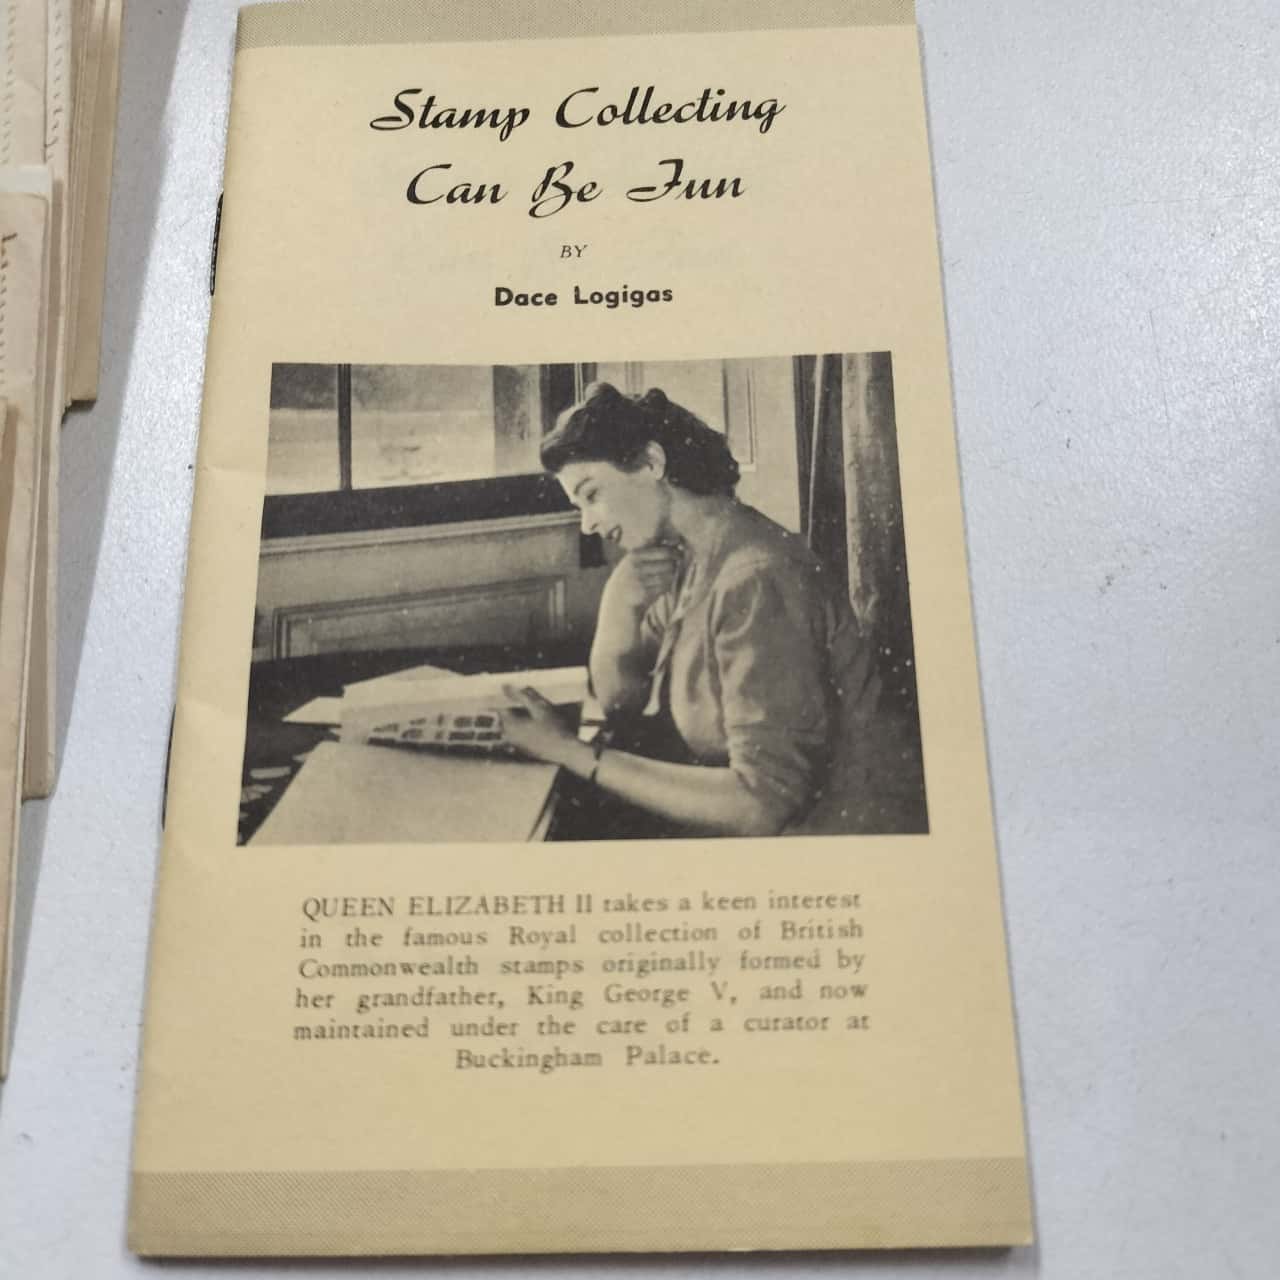 Stamp Collecting
Can Be Fun
BY
Dace Logigas
QUEEN ELIZABETH II takes a keen interest
in the famous Royal collection of British
Commonwealth stamps originally formed by
her grandfather, King George V, and now
maintained under the care of a curator at
Buckingham Palace.